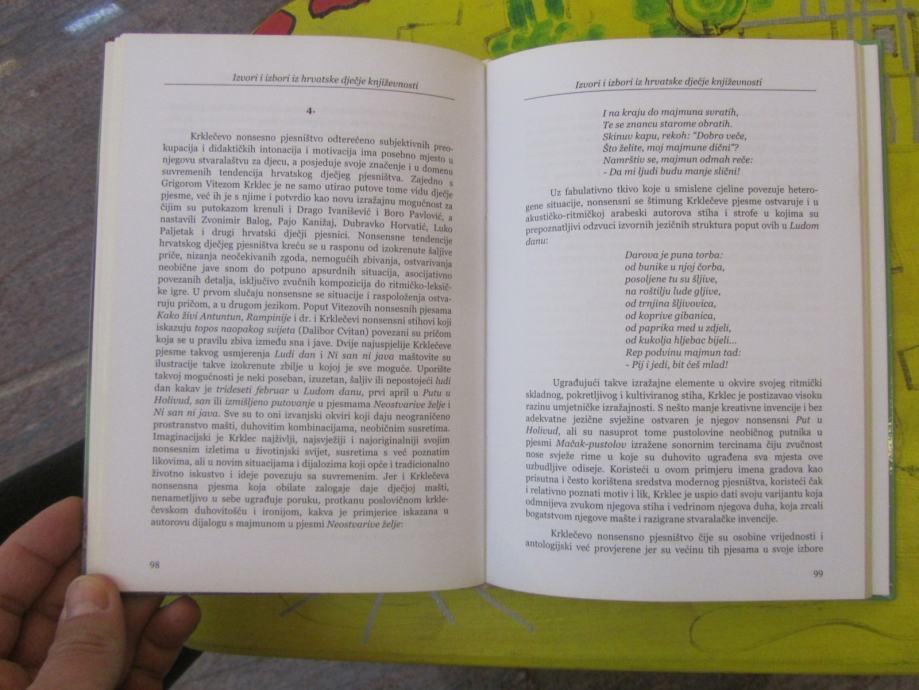 Izvori i izbori iz hrvatske dječje književnosti
4.
Krklečevo nonsesno pjesništvo odterećeno subjektivnih preo-
kupacija i didaktičkih intonacija i motivacija ima posebno mjesto u
njegovu stvaralaštvu za djecu, a posjeduje svoje značenje i u domenu
suvremenih tendencija hrvatskog dječjeg pjesništva. Zajedno s
Grigorom Vitezom Krklec je ne samo utirao putove tome vidu dječje
pjesme, već ih je s njime i potvrdio kao novu izražajnu mogućnost za
čijim su putokazom krenuli i Drago Ivanišević i Boro Pavlović, a
nastavili Zvonimir Balog, Pajo Kanižaj, Dubravko Horvatić, Luko
Paljetak i drugi hrvatski dječji pjesnici. Nonsensne tendencije
hrvatskog dječjeg pjesništva kreću se u rasponu od izokrenute šaljive
priče, nizanja neočekivanih zgoda, nemogućih zbivanja, ostvarivanja
neobične jave snom do potpuno apsurdnih situacija, asocijativno
povezanih detalja, isključivo zvučnih kompozicija do ritmičko-leksič-
ke igre. U prvom slučaju nonsensne se situacije i raspoloženja ostva-
ruju pričom, a u drugom jezikom. Poput Vitezovih nonsesnih pjesama
Kako živi Antuntun, Rampinije i dr. i Krklečevi nonsensni stihovi koji
iskazuju topos naopakog svijeta (Dalibor Cvitan) povezani su pričom
koja se u pravilu zbiva između sna i jave. Dvije najuspjelije Krklečeve
pjesme takvog usmjerenja Ludi dan i Ni san ni java maštovite su
ilustracije takve izokrenute zbilje u kojoj je sve moguće. Uporište
takvoj mogućnosti je neki poseban, izuzetan, šaljiv ili nepostojeći ludi
dan kakav je trideseti februar u Ludom danu, prvi april u Putu u
Holivud, san ili izmišljeno putovanje u pjesmama Neostvarive želje i
Ni san ni java. Sve su to oni izvanjski okviri koji daju neograničeno
prostranstvo mašti, duhovitim kombinacijama, neobičnim susretima.
Imaginacijski je Krklec najživlji, najsvježiji i najoriginalniji svojim
nonsesnim izletima u životinjski svijet, susretima s već poznatim
likovima, ali u novim situacijama i dijalozima koji opće i tradicionalno
životno iskustvo i ideje povezuju sa suvremenim. Jer i Krklečeva
nonsensna pjesma koja obilate zalogaje daje dječjoj mašti,
nenametljivo u sebe ugrađuje poruku, protkanu poslovičnom krkle-
čevskom duhovitošću i ironijom, kakva je primjerice iskazana u
autorovu dijalogu s majmunom u pjesmi Neostvarive želje:
98
Izvori i izbori iz hrvatske dječje književnosti
I na kraju do majmuna svratih,
Te se znancu starome obratih.
Skinuv kapu, rekoh: "Dobro veče,
Što želite, moj majmune dični"?
Namrštiv se, majmun odmah reče:
- Da mi ljudi budu manje slični!
Uz fabulativno tkivo koje u smislene cjeline povezuje hetero-
gene situacije, nonsensni se štimung Krklečeve pjesme ostvaruje i u
akustičko-ritmičkoj arabeski autorova stiha i strofe u kojima su
prepoznatljivi odzvuci izvornih jezičnih struktura poput ovih u Ludom
danu:
Darova je puna torba:
od bunike u njoj čorba,
posoljene tu su šljive,
na roštilju lude gljive,
od trnjina šljivovica,
od koprive gibanica,
od paprika med u zdjeli,
od kukolja hljebac bijeli...
Rep podvinu majmun tad:
- Pij i jedi, bit ćeš mlad!
Ugrađujući takve izražajne elemente u okvire svojeg ritmički
skladnog, pokretljivog i kultiviranog stiha, Krklec je postizavao visoku
razinu umjetničke izražajnosti. S nešto manje kreativne invencije i bez
adekvatne jezične svježine ostvaren je njegov nonsensni Put u
Holivud, ali su nasuprot tome pustolovine neobičnog putnika u
pjesmi Mačak-pustolov izražene sonornim tercinama čiju zvučnost
nose svježe rime u koje su duhovito ugrađena sva mjesta ove
uzbudljive odiseje. Koristeći u ovom primjeru imena gradova kao
prisutna i često korištena sredstva modernog pjesništva, koristeći čak
i relativno poznati motiv i lik, Krklec je uspio dati svoju varijantu koja
odmnijeva zvukom njegova stiha i vedrinom njegova duha, koja zrcali
bogatstvom njegove mašte i razigrane stvaralačke invencije.
Krklečevo nonsensno pjesništvo čije su osobine vrijednosti i
antologijski već provjerene jer su većinu tih pjesama u svoje izbore
99